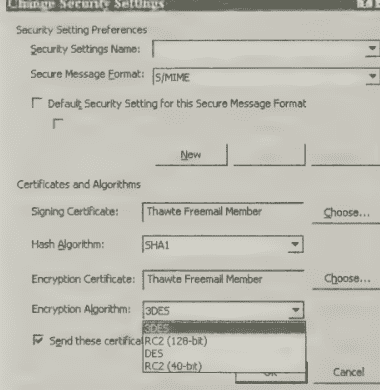 Change Security Settings
Security Setting Preferences
Security Settings Name:
Secure Message Format: S/MIME
Default Security Setting for this Secure Message Format
New
Certificates and Algorithms
Signing Certificate: Thawte Freemail Member Choose...
Hash Algorithm: SHA1
Encryption Certificate: Thawte Freemail Member Choose...
Encryption Algorithm: 3DES
3DES
Send these certifica RC2 (128-bit)
DES
RC2 (40-bit)
Cancel